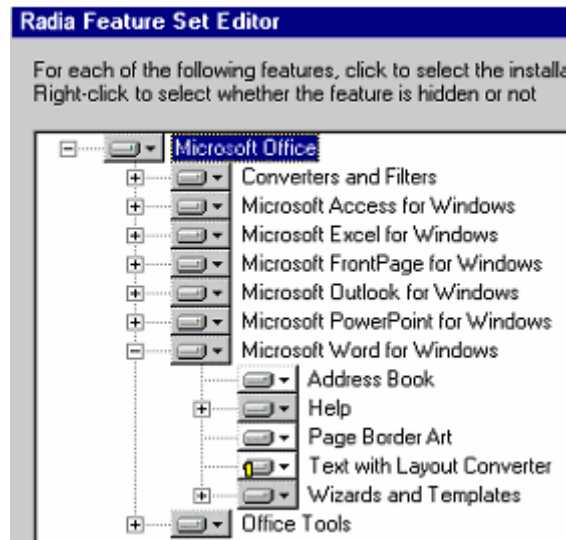 Radia Feature Set Editor
For each of the following features, click to select the installa
Right-click to select whether the feature is hidden or not
Microsoft Office
Converters and Filters
Microsoft Access for Windows
Microsoft Excel for Windows
Microsoft FrontPage for Windows
Microsoft Outlook for Windows
Microsoft PowerPoint for Windows
Microsoft Word for Windows
Address Book
Help
Page Border Art
1 Text with Layout Converter
Wizards and Templates
Office Tools